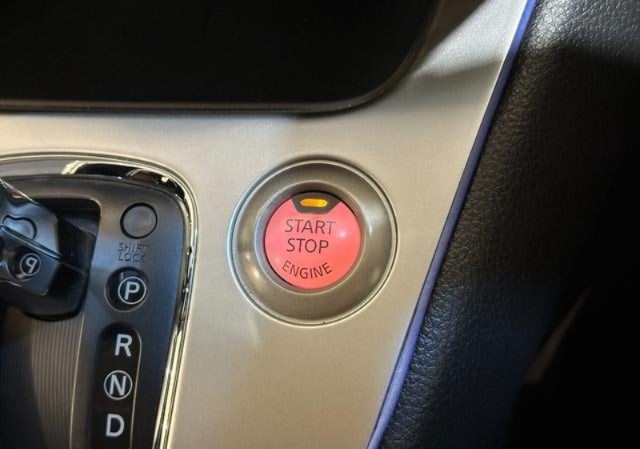 SHIFT
LOCK
P
R
N
D
START
STOP
ENGINE